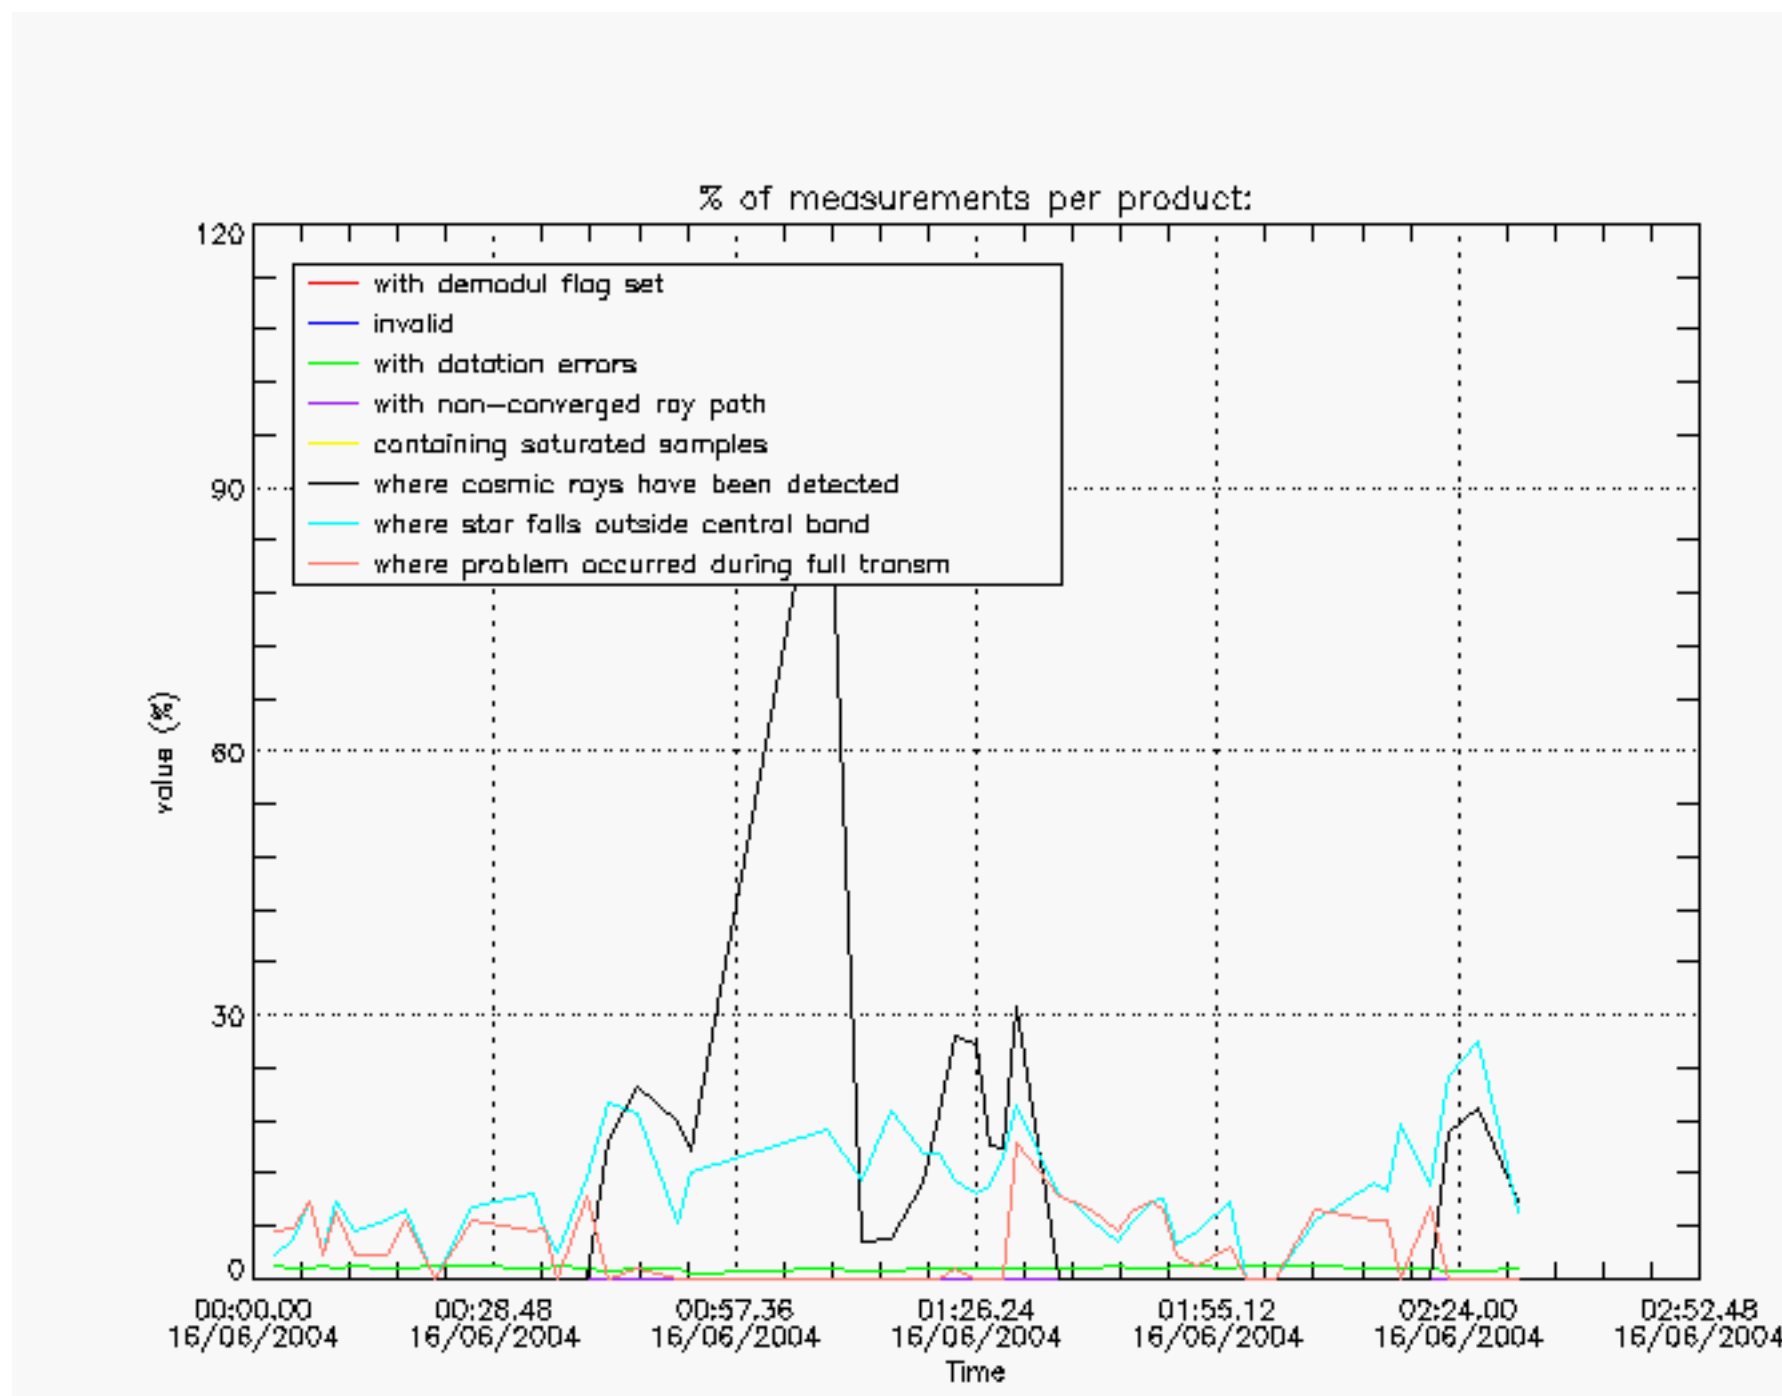 % of measurements per product:
120
with demodul flag set
invalid
with datation errors
with non-converged ray path
containing saturated samples
where cosmic rays have been detected
where star falls outside central band
where problem occurred during full transm
90
60
30
0
value (%)
00:00.00 00:28.48 00:57.36 01:26.24 01:55.12 02:24.00 02:52.48
16/06/2004 16/06/2004 16/06/2004 16/06/2004 16/06/2004 16/06/2004 16/06/2004
Time